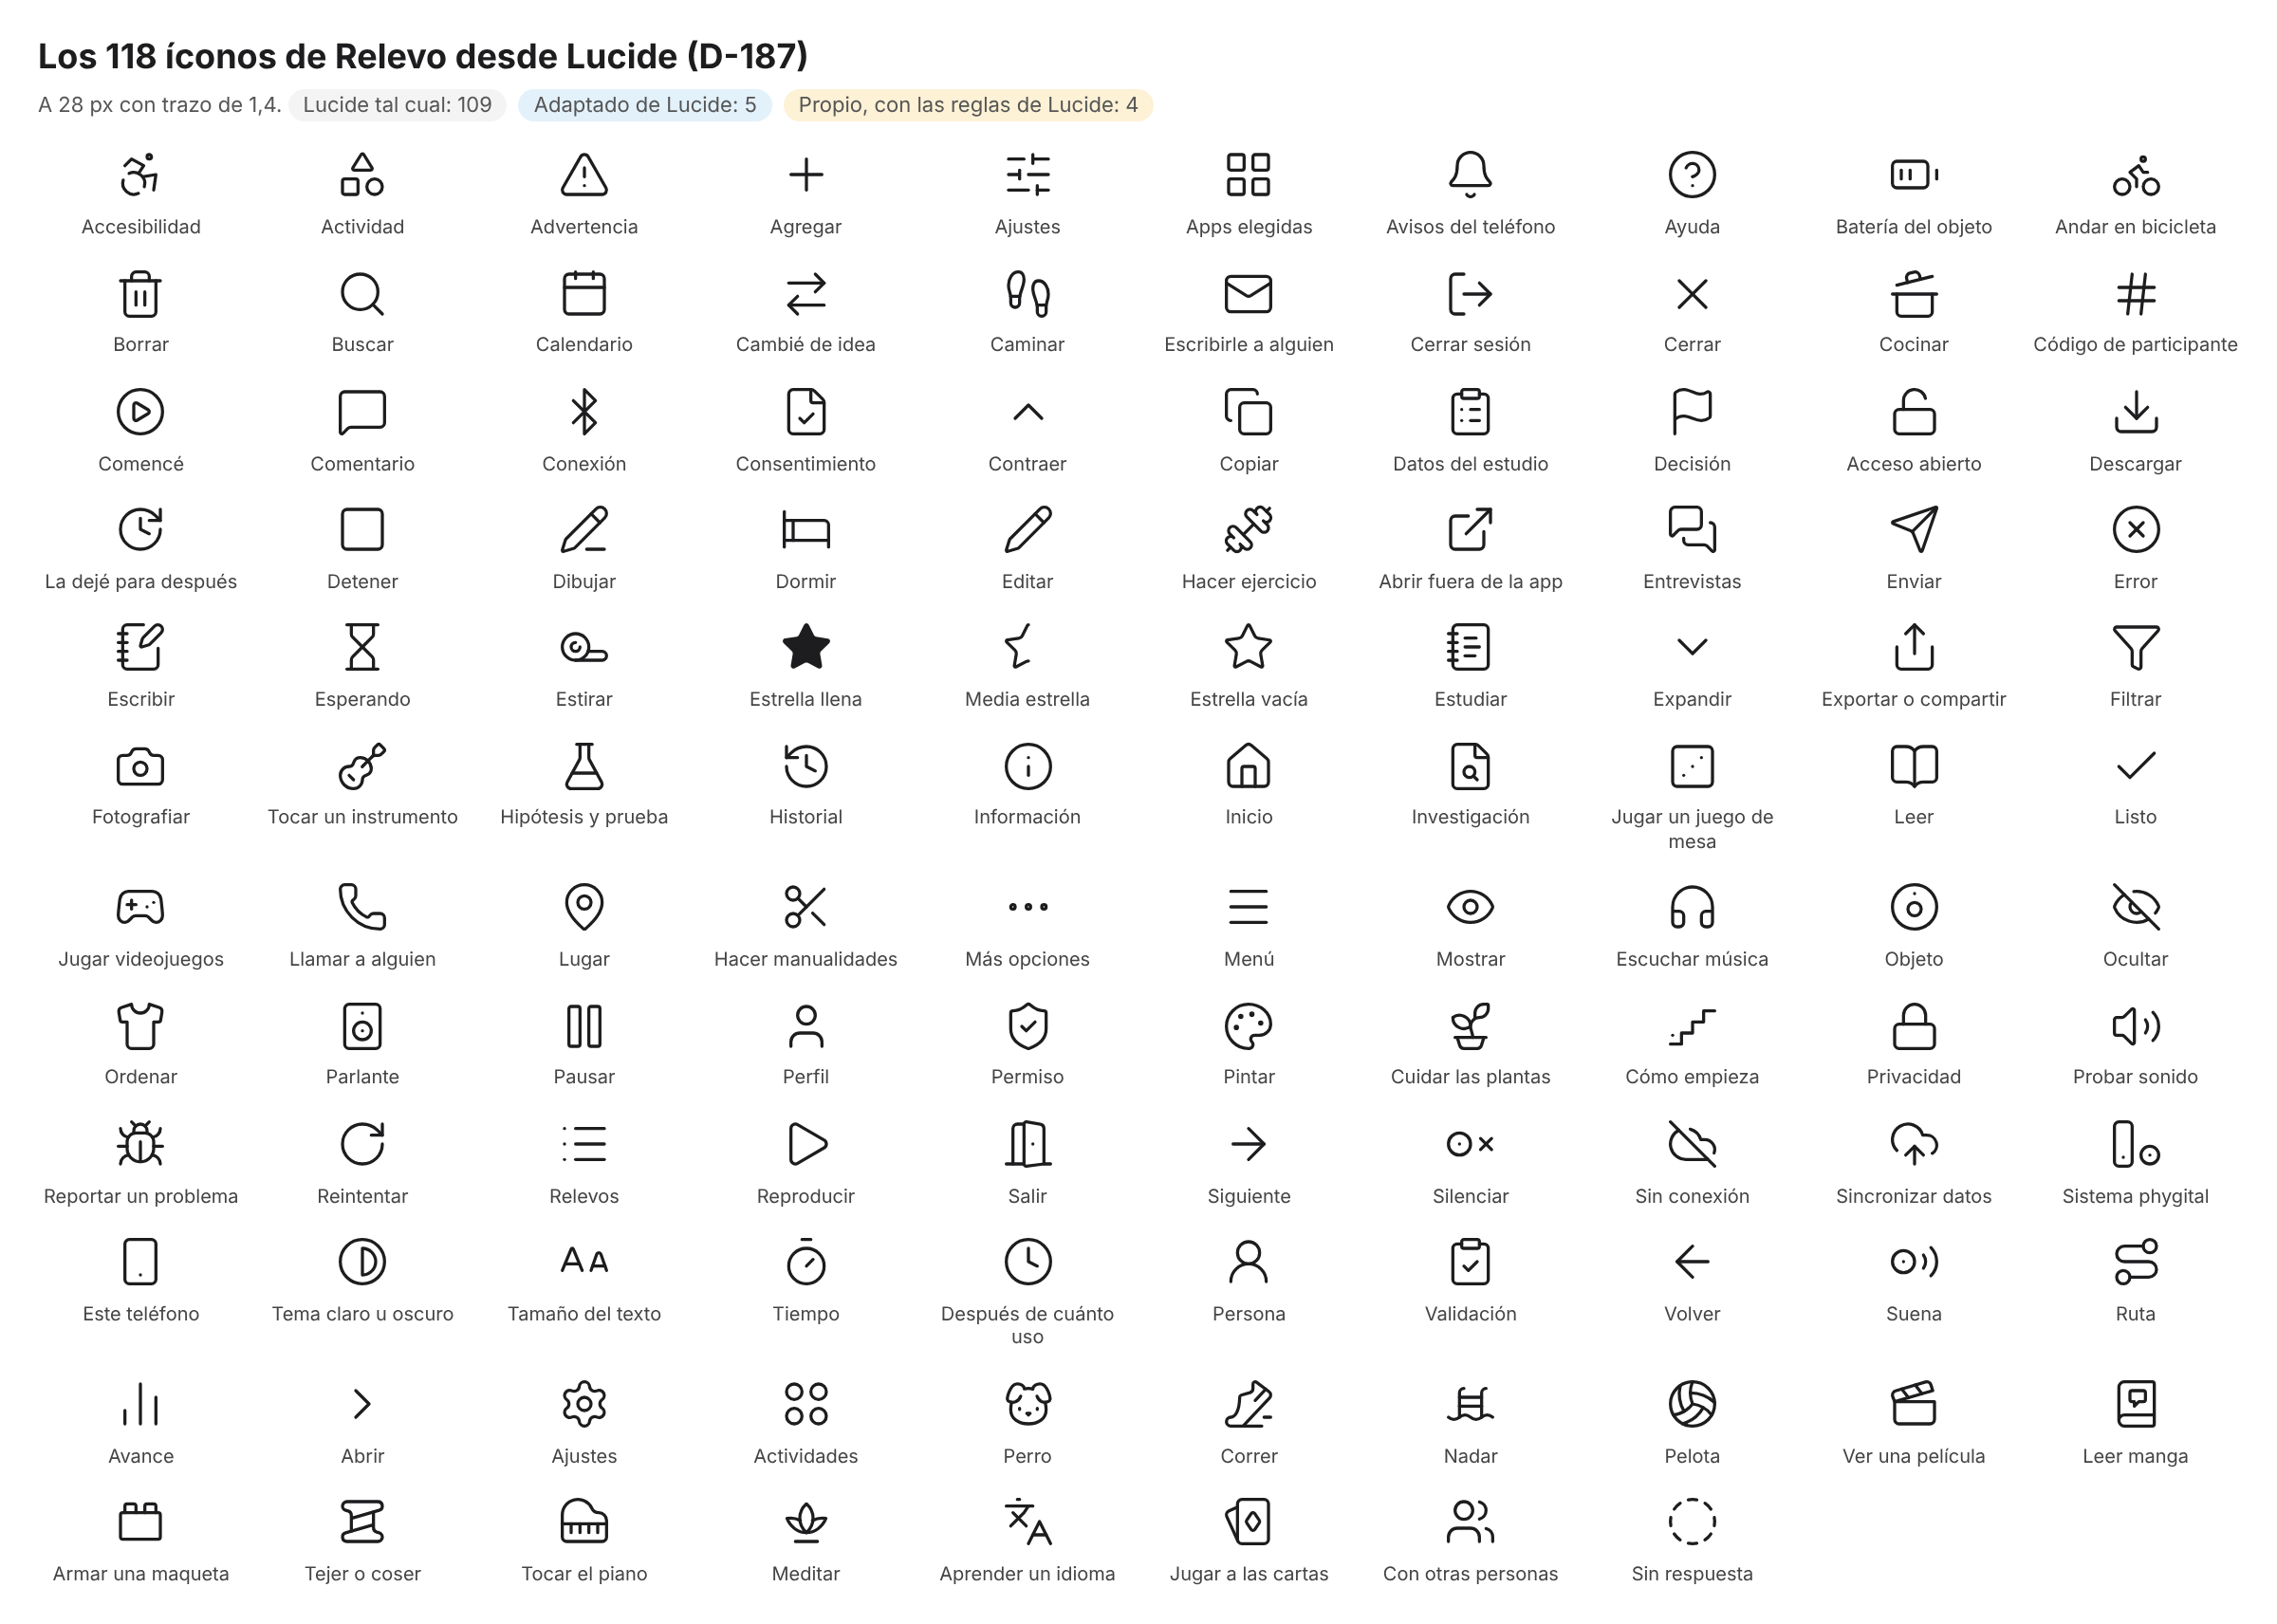 Los 118 íconos de Relevo desde Lucide (D-187)
A 28 px con trazo de 1,4. Lucide tal cual: 109 Adaptado de Lucide: 5 Propio, con las reglas de Lucide: 4
Accesibilidad Actividad Advertencia Agregar Ajustes Apps elegidas Avisos del teléfono Ayuda Batería del objeto Andar en bicicleta
Borrar Buscar Calendario Cambié de idea Caminar Escribirle a alguien Cerrar sesión Cerrar Cocinar Código de participante
Comencé Comentario Conexión Consentimiento Contraer Copiar Datos del estudio Decisión Acceso abierto Descargar
La dejé para después Detener Dibujar Dormir Editar Hacer ejercicio Abrir fuera de la app Entrevistas Enviar Error
Escribir Esperando Estirar Estrella llena Media estrella Estrella vacía Estudiar Expandir Exportar o compartir Filtrar
Fotografiar Tocar un instrumento Hipótesis y prueba Historial Información Inicio Investigación Jugar un juego de Leer Listo
mesa
Jugar videojuegos Llamar a alguien Lugar Hacer manualidades Más opciones Menú Mostrar Escuchar música Objeto Ocultar
Ordenar Parlante Pausar Perfil Permiso Pintar Cuidar las plantas Cómo empieza Privacidad Probar sonido
Reportar un problema Reintentar Relevos Reproducir Salir Siguiente Silenciar Sin conexión Sincronizar datos Sistema phygital
Este teléfono Tema claro u oscuro Tamaño del texto Tiempo Después de cuánto Persona Validación Volver Suena Ruta
uso
Avance Abrir Ajustes Actividades Perro Correr Nadar Pelota Ver una película Leer manga
Armar una maqueta Tejer o coser Tocar el piano Meditar Aprender un idioma Jugar a las cartas Con otras personas Sin respuesta